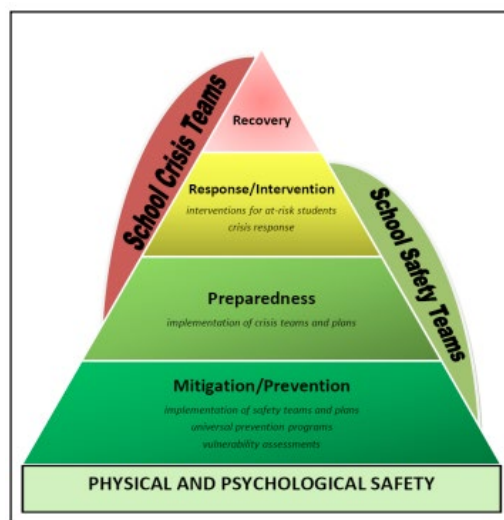 School Crisis Teams
Recovery
Response/Intervention
interventions for at-risk students
crisis response
School Safety Teams
Preparedness
implementation of crisis teams and plans
Mitigation/Prevention
implementation of safety teams and plans
universal prevention programs
vulnerability assessments
PHYSICAL AND PSYCHOLOGICAL SAFETY